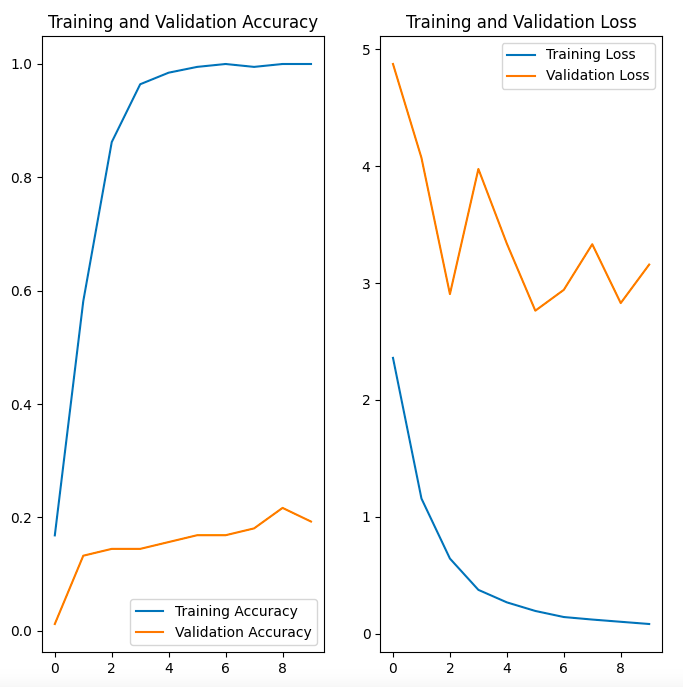 Training and Validation Accuracy
1.0
0.8
0.6
0.4
0.2
0.0
0 2 4 6 8
Training Accuracy
Validation Accuracy
Training and Validation Loss
5
4
3
2
1
0
0 2 4 6 8
Training Loss
Validation Loss